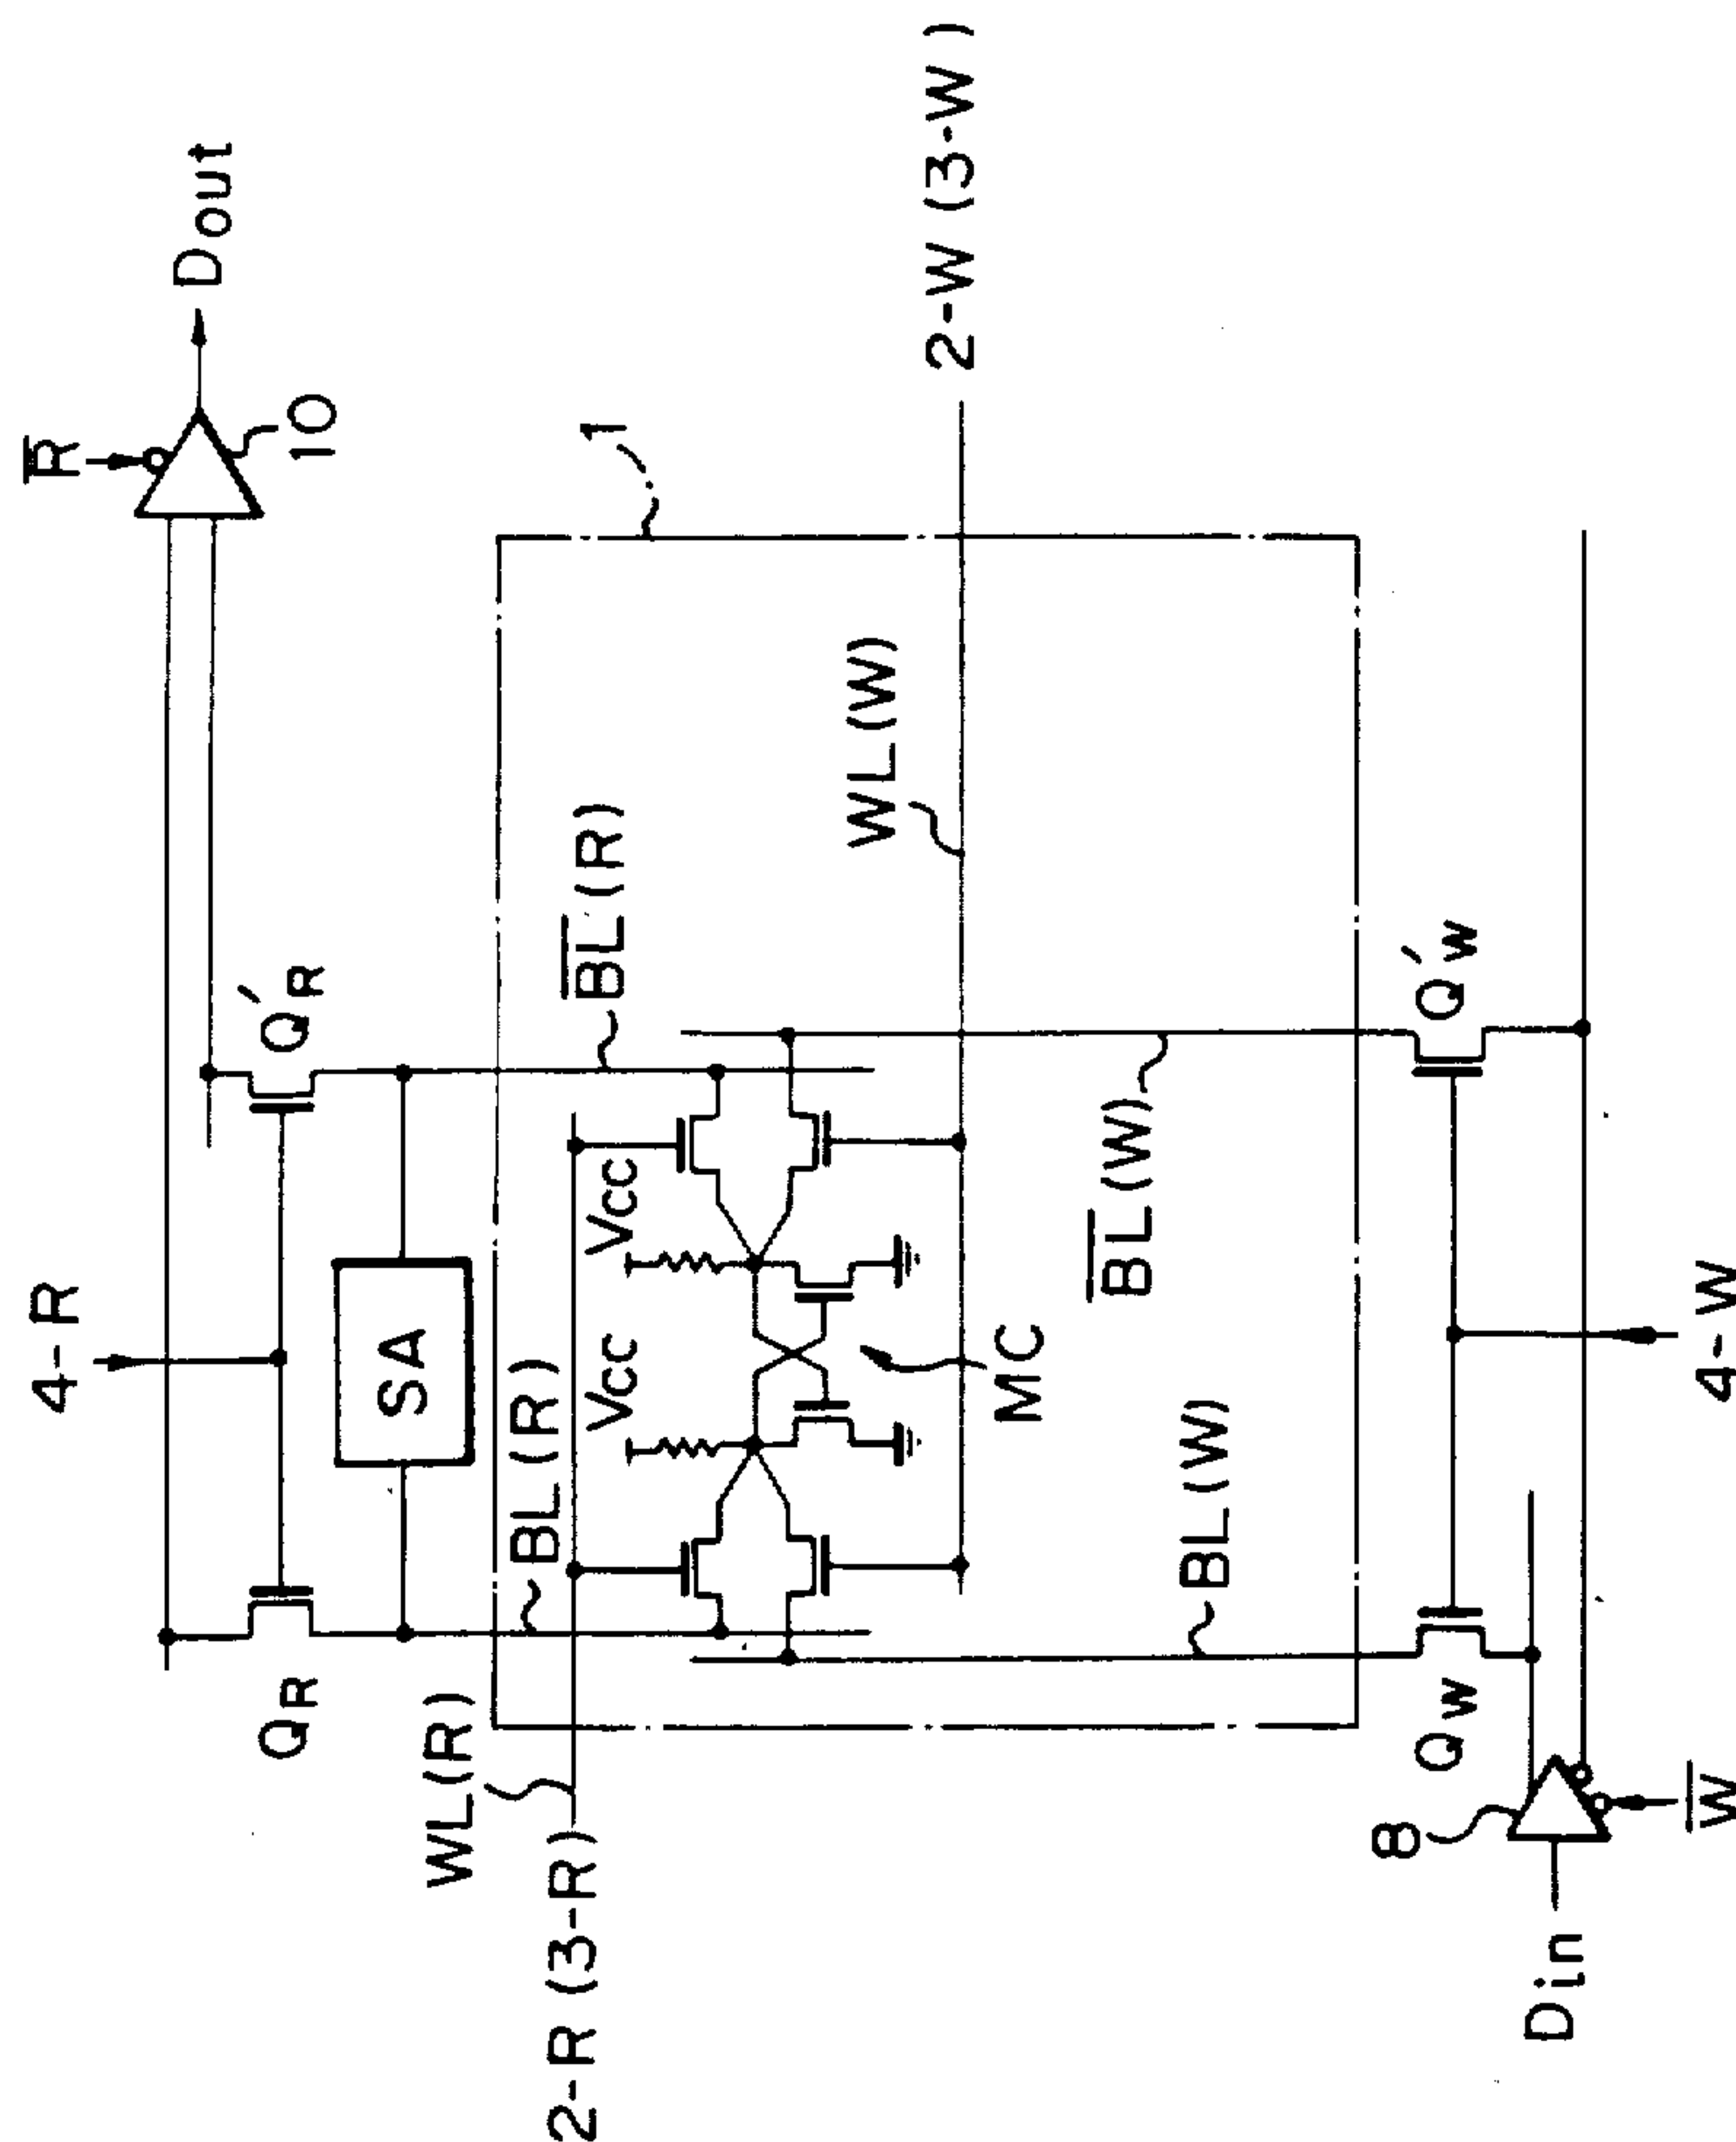 4-R
R̅
Dout
10
QR
Q'R
SA
WL(R)
BL(R)
B̅L̅(R)
1
2-R (3-R)
Vcc
Vcc
MC
WL(W)
2-W (3-W)
BL(W)
B̅L̅(W)
QW
Q'W
8
Din
W̅
4-W